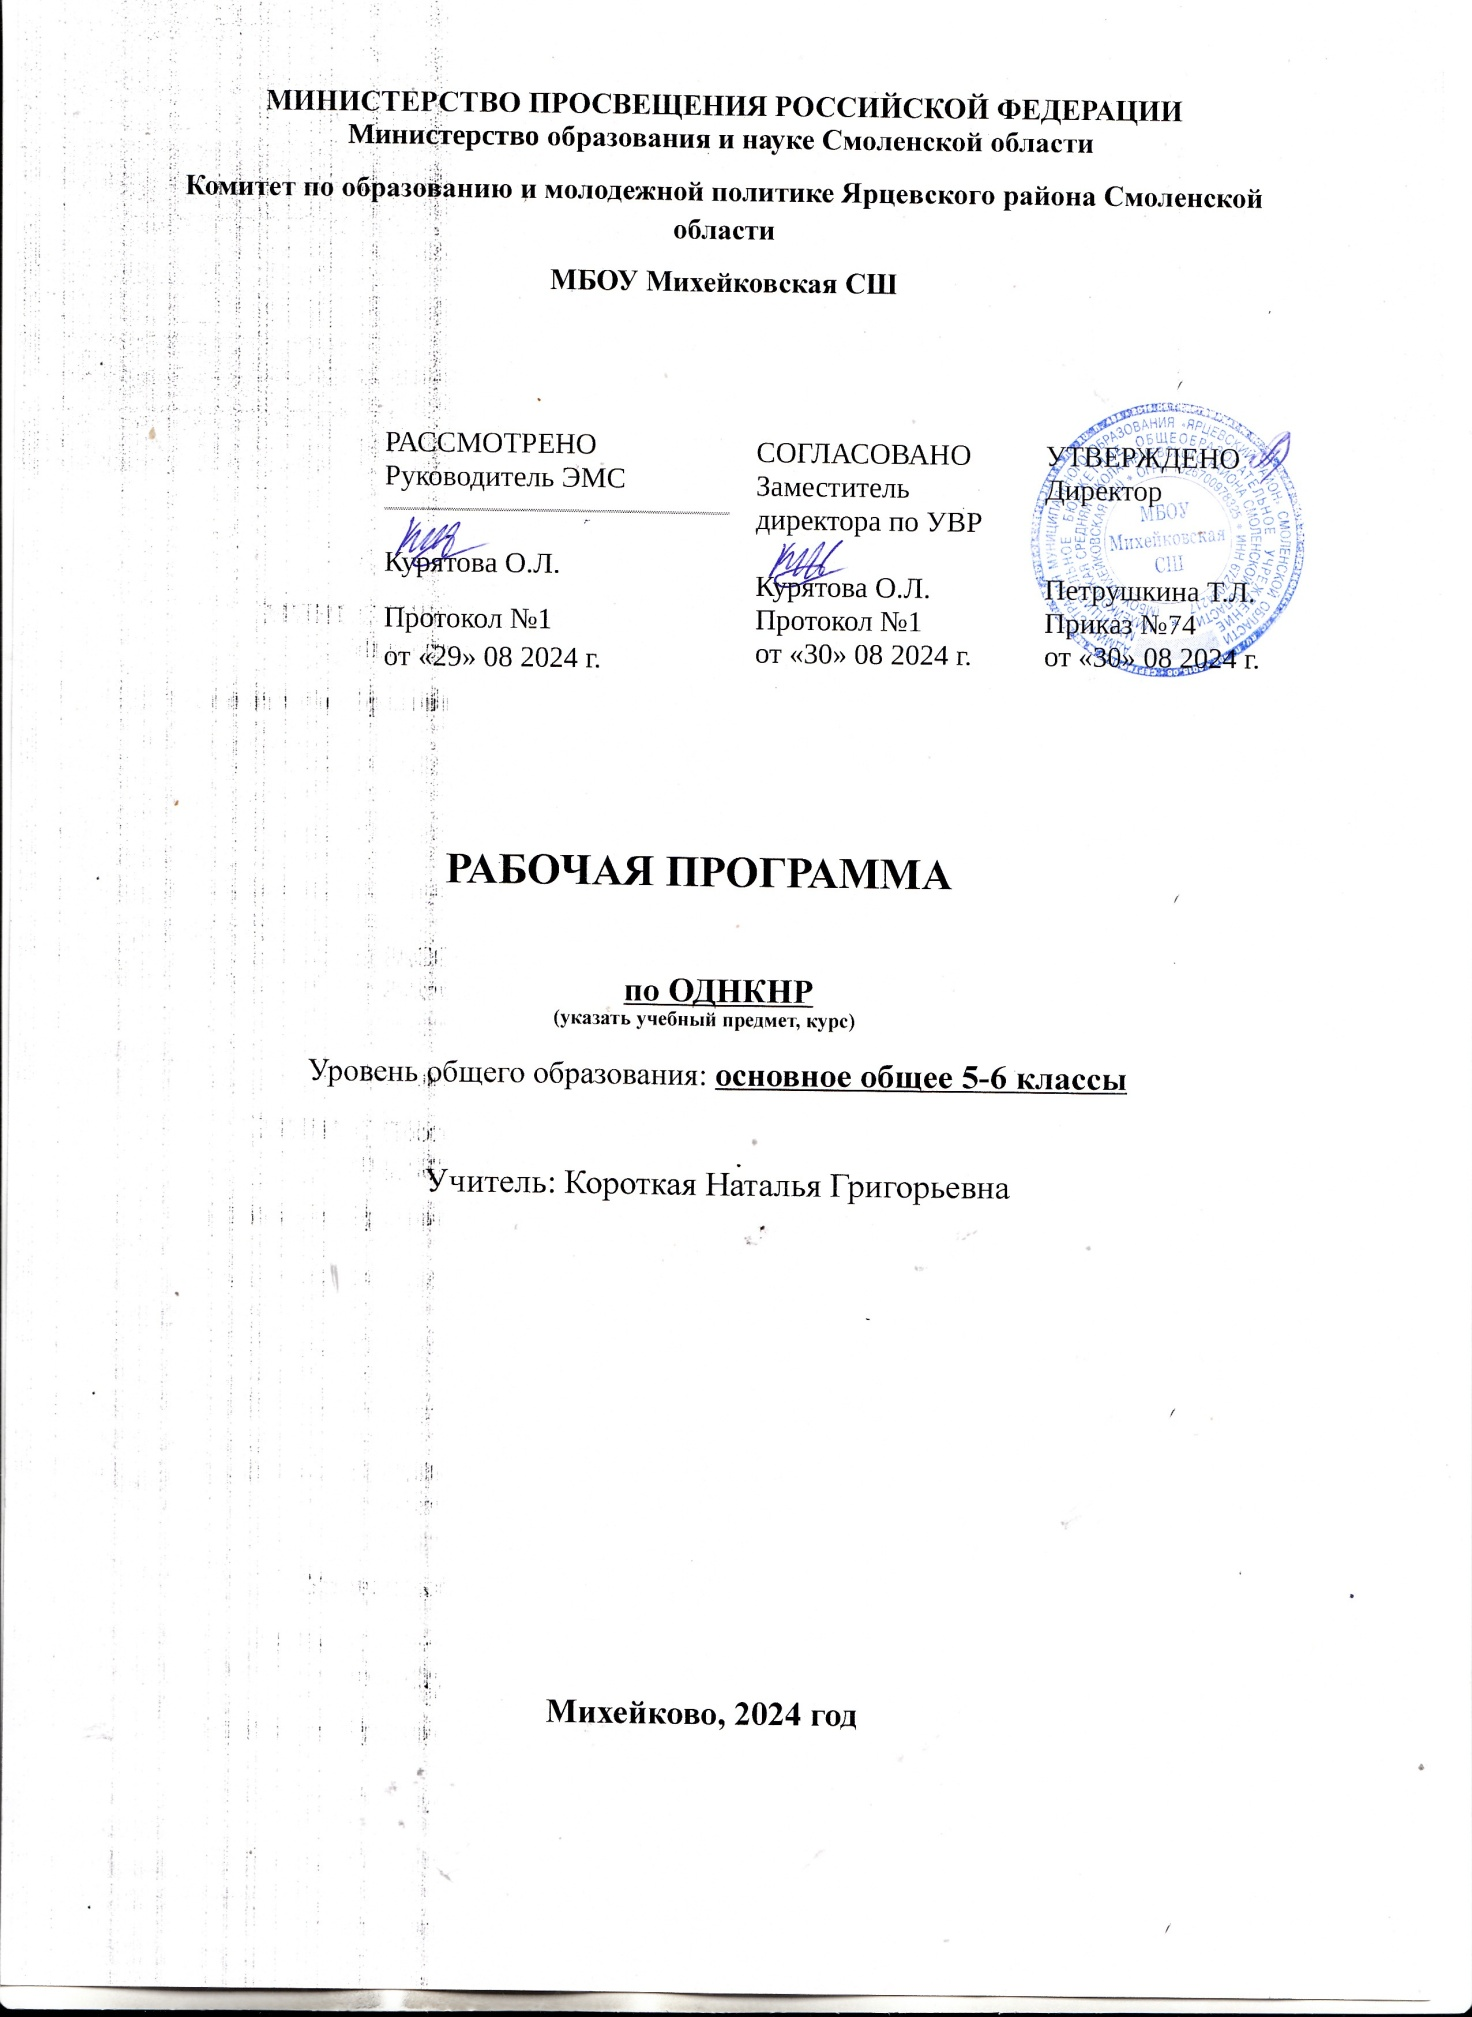 МИНИСТЕРСТВО ПРОСВЕЩЕНИЯ РОССИЙСКОЙ ФЕДЕРАЦИИ
Министерство образования и науке Смоленской области
Комитет по образованию и молодежной политике Ярцевского района Смоленской
области
МБОУ Михейковская СШ
РАССМОТРЕНО
Руководитель ЭМС
Курятова О.Л.
Протокол №1
от «29» 08 2024 г.
СОГЛАСОВАНО
Заместитель
директора по УВР
Курятова О.Л.
Протокол №1
от «30» 08 2024 г.
УТВЕРЖДЕНО
Директор
Петрушкина Т.Л.
Приказ №74
от «30» 08 2024 г.
МБОУ
Михейковская
СШ
РАБОЧАЯ ПРОГРАММА
по ОДНКНР
(указать учебный предмет, курс)
Уровень общего образования: основное общее 5-6 классы
Учитель: Короткая Наталья Григорьевна
Михейково, 2024 год